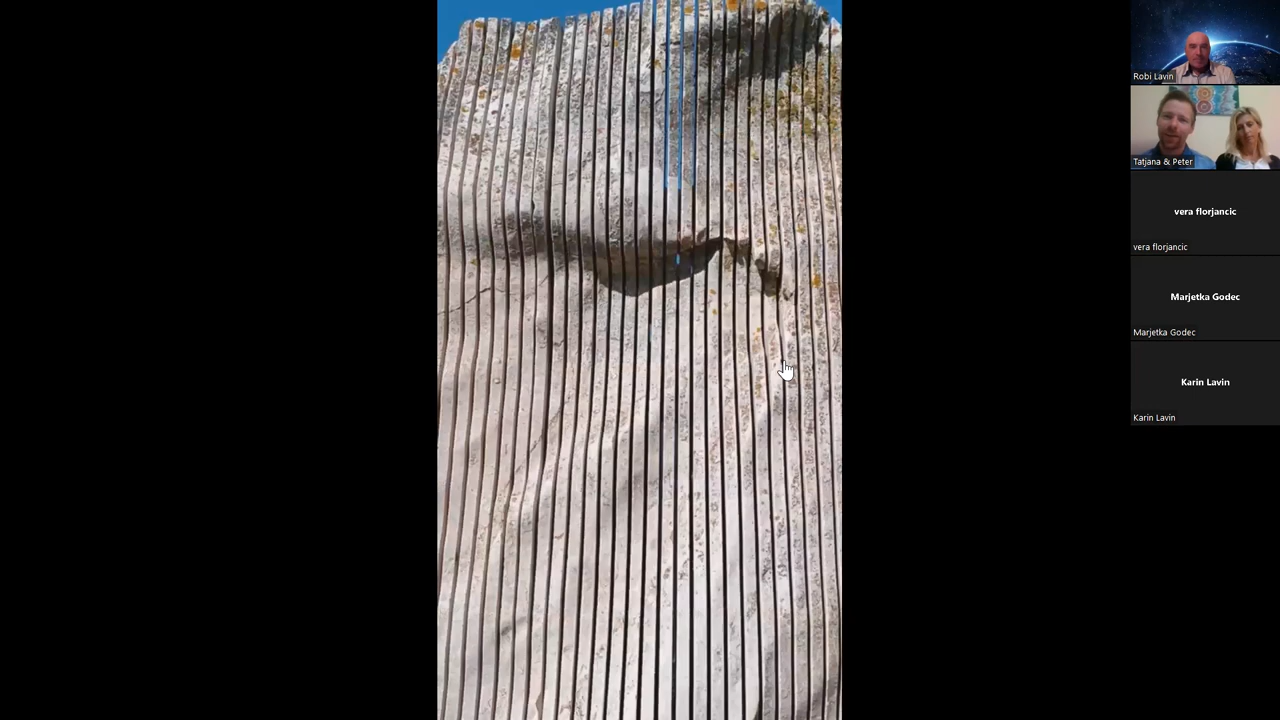 Robi Lavin
Tatjana & Peter
vera florjancic
vera florjancic
Marjetka Godec
Marjetka Godec
Karin Lavin
Karin Lavin